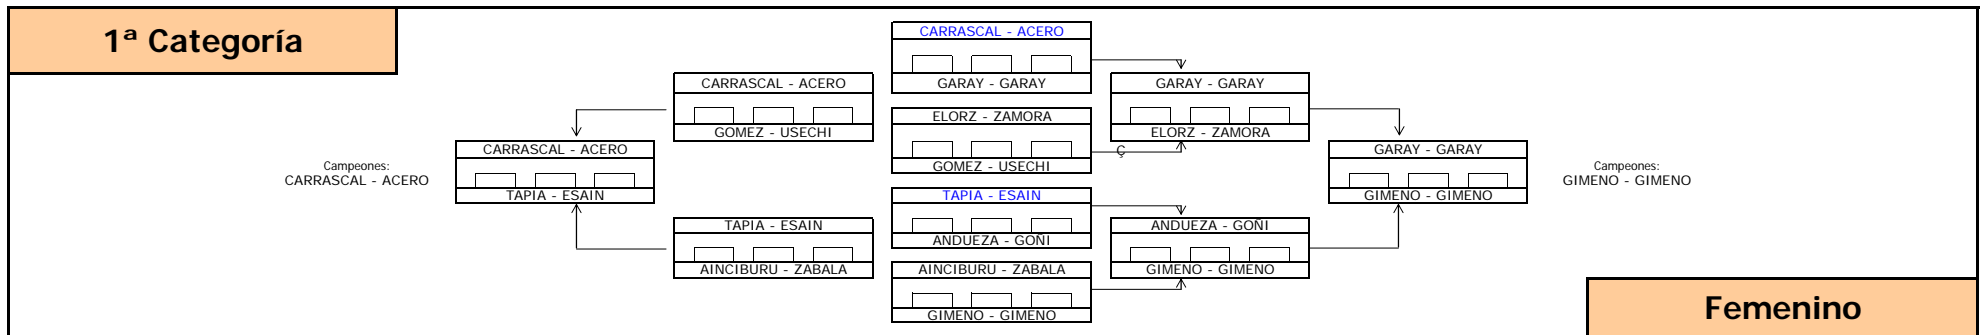 1ª Categoría
CARRASCAL - ACERO
GARAY - GARAY
CARRASCAL - ACERO
GOMEZ - USECHI
GARAY - GARAY
ELORZ - ZAMORA
ELORZ - ZAMORA
GOMEZ - USECHI
Ç
CARRASCAL - ACERO
TAPIA - ESAIN
Campeones:
CARRASCAL - ACERO
GARAY - GARAY
GIMENO - GIMENO
Campeones:
GIMENO - GIMENO
TAPIA - ESAIN
ANDUEZA - GOÑI
TAPIA - ESAIN
AINCIBURU - ZABALA
ANDUEZA - GOÑI
GIMENO - GIMENO
AINCIBURU - ZABALA
GIMENO - GIMENO
Femenino